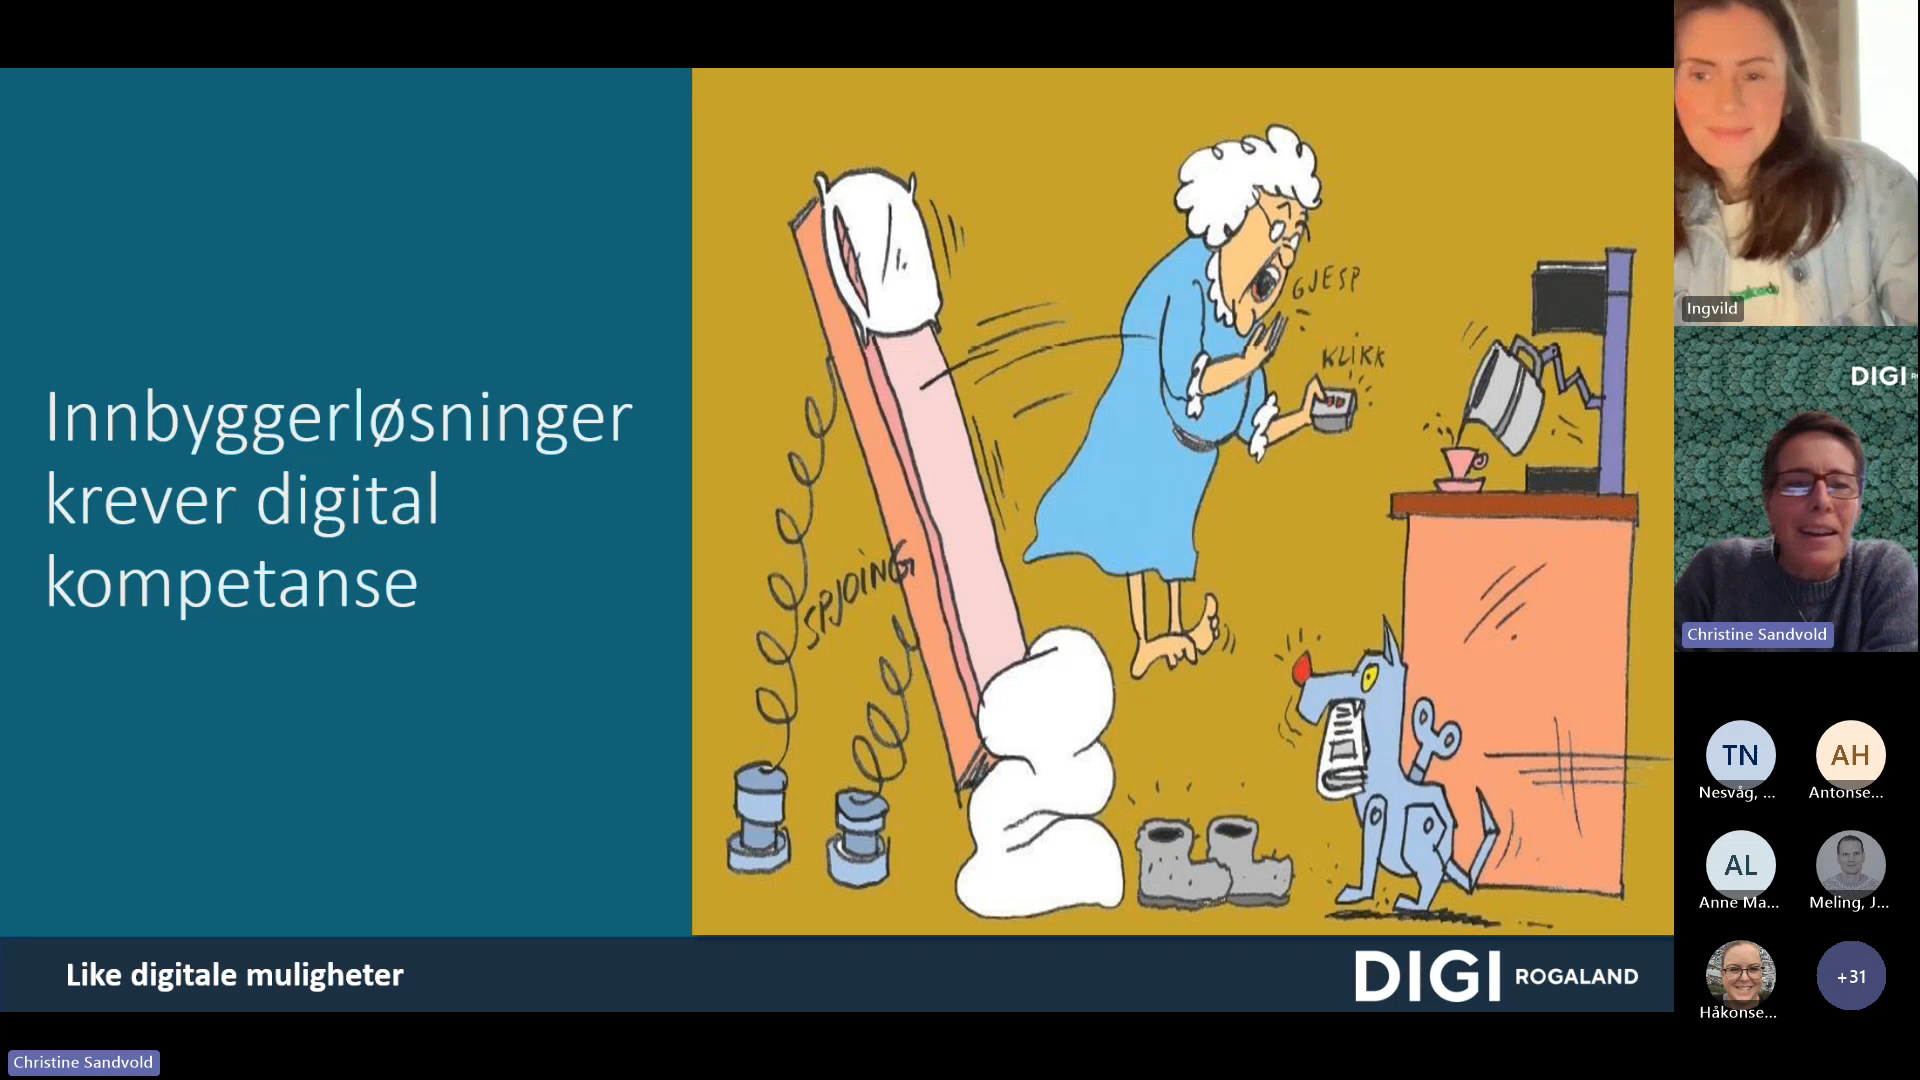 Innbyggerløsninger
krever digital
kompetanse
GJESP
KLIKK
SPJOING
Like digitale muligheter
DIGI ROGALAND
Christine Sandvold
Ingvild
DIGI
Christine Sandvold
TN
AH
Nesvåg, ...
Antonse...
AL
Anne Ma...
Meling, J...
+31
Håkonse...